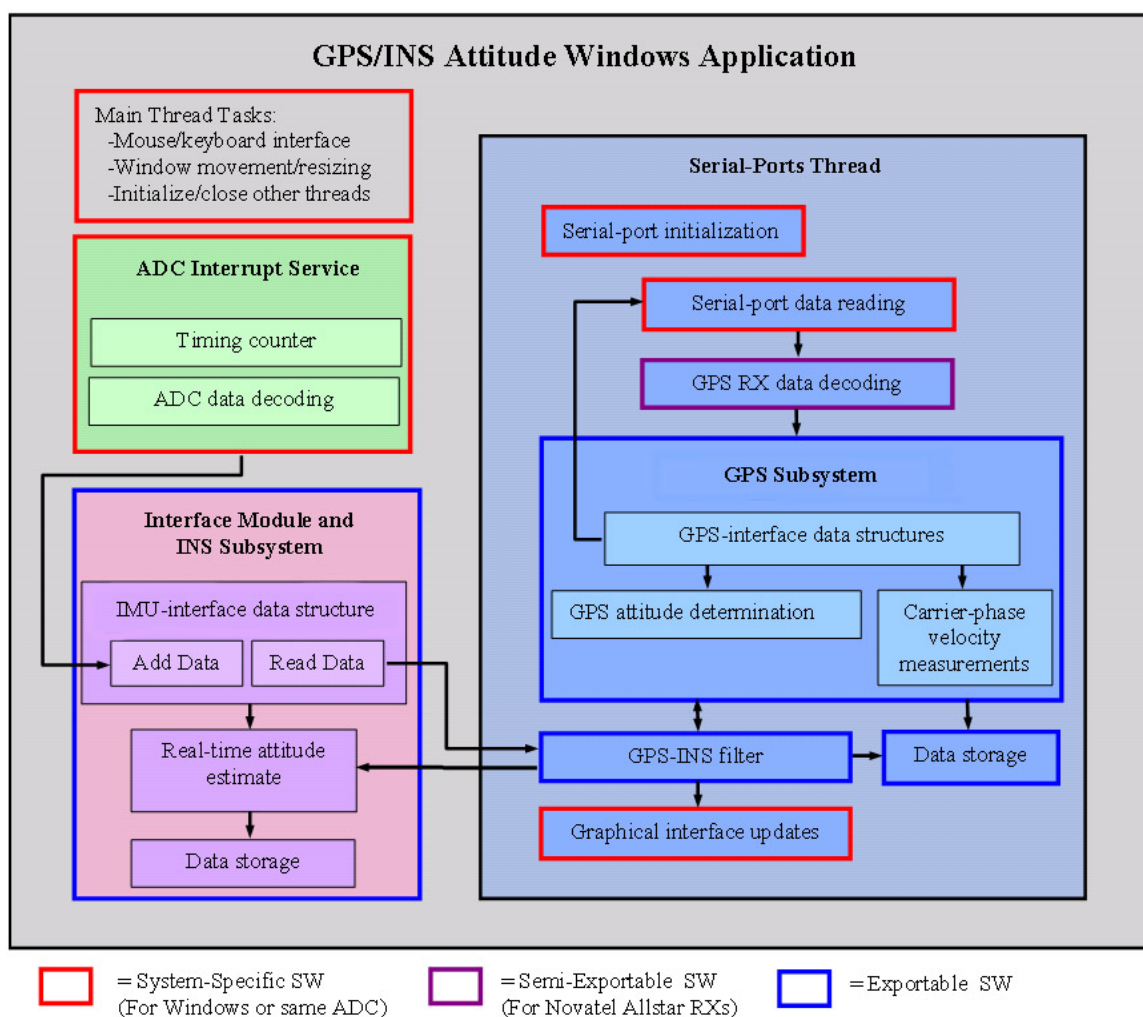 GPS/INS Attitude Windows Application
Main Thread Tasks:
-Mouse/keyboard interface
-Window movement/resizing
-Initialize/close other threads
ADC Interrupt Service
Timing counter
ADC data decoding
Interface Module and
INS Subsystem
IMU-interface data structure
Add Data
Read Data
Real-time attitude
estimate
Data storage
Serial-Ports Thread
Serial-port initialization
Serial-port data reading
GPS RX data decoding
GPS Subsystem
GPS-interface data structures
GPS attitude determination
Carrier-phase
velocity
measurements
GPS-INS filter
Data storage
Graphical interface updates
= System-Specific SW
(For Windows or same ADC)
= Semi-Exportable SW
(For Novatel Allstar RXs)
= Exportable SW